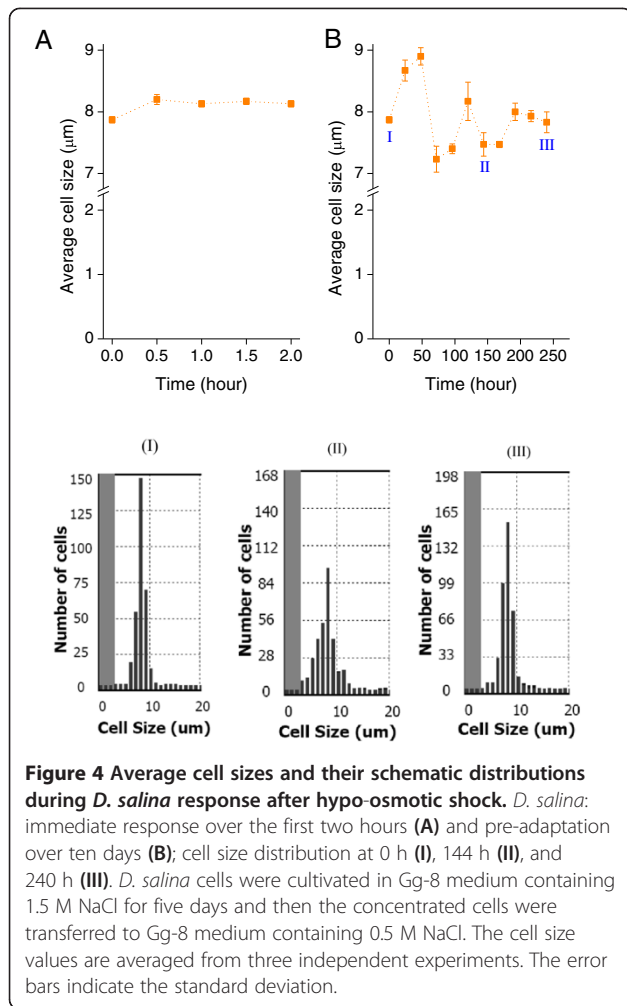 A
B
9
8
7
2
1
0
Average cell size (μm)
0.0 0.5 1.0 1.5 2.0
Time (hour)
9
8
7
2
1
0
Average cell size (μm)
I
II
III
0 50 100 150 200 250
Time (hour)
(I)
150
125
100
75
50
25
0
Number of cells
0 10 20
Cell Size (um)
(II)
168
140
112
84
56
28
0
Number of cells
0 10 20
Cell Size (um)
(III)
198
165
132
99
66
33
0
Number of cells
0 10 20
Cell Size (um)
Figure 4 Average cell sizes and their schematic distributions
during D. salina response after hypo-osmotic shock. D. salina:
immediate response over the first two hours (A) and pre-adaptation
over ten days (B); cell size distribution at 0 h (I), 144 h (II), and
240 h (III). D. salina cells were cultivated in Gg-8 medium containing
1.5 M NaCl for five days and then the concentrated cells were
transferred to Gg-8 medium containing 0.5 M NaCl. The cell size
values are averaged from three independent experiments. The error
bars indicate the standard deviation.